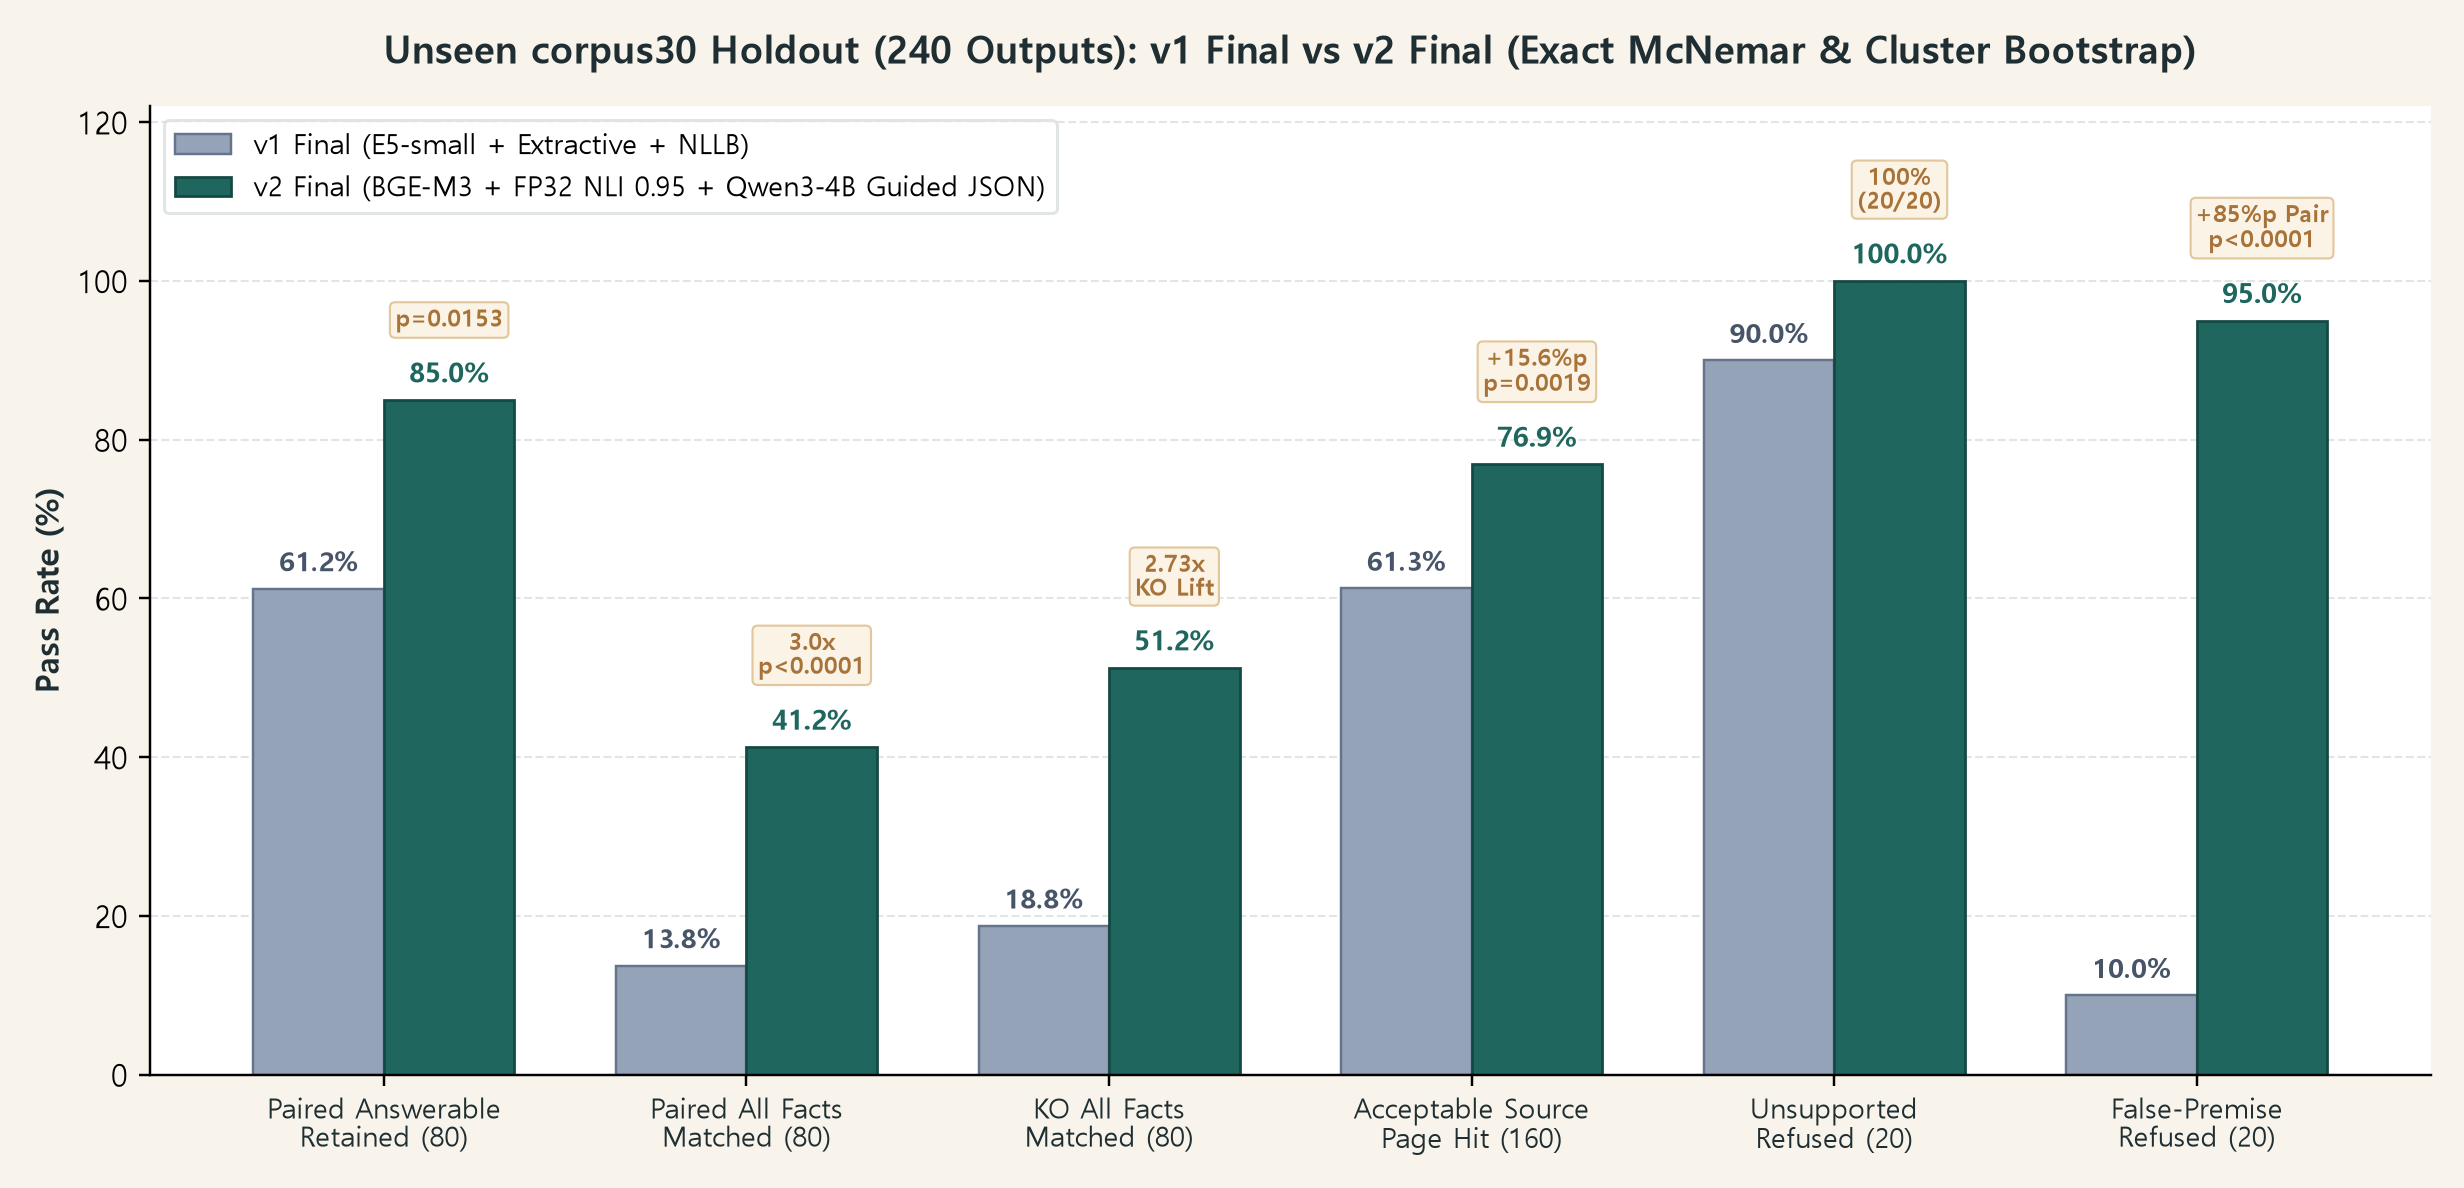 Unseen corpus30 Holdout (240 Outputs): v1 Final vs v2 Final (Exact McNemar & Cluster Bootstrap)
v1 Final (E5-small + Extractive + NLLB)
v2 Final (BGE-M3 + FP32 NLI 0.95 + Qwen3-4B Guided JSON)
Pass Rate (%)
120
100
80
60
40
20
0
61.2%
p=0.0153
85.0%
13.8%
3.0x
p<0.0001
41.2%
18.8%
2.73x
KO Lift
51.2%
61.3%
+15.6%p
p=0.0019
76.9%
90.0%
100%
(20/20)
100.0%
10.0%
+85%p Pair
p<0.0001
95.0%
Paired Answerable
Retained (80)
Paired All Facts
Matched (80)
KO All Facts
Matched (80)
Acceptable Source
Page Hit (160)
Unsupported
Refused (20)
False-Premise
Refused (20)